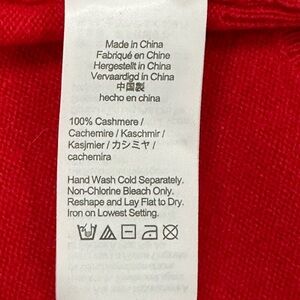 Made in China
Fabriqué en Chine
Hergestellt in China
Vervaardigd in China
中国製
hecho en china
100% Cashmere /
Cachemire / Kaschmir /
Kasjmier / カシミヤ /
cachemira
Hand Wash Cold Separately.
Non-Chlorine Bleach Only.
Reshape and Lay Flat to Dry.
Iron on Lowest Setting.